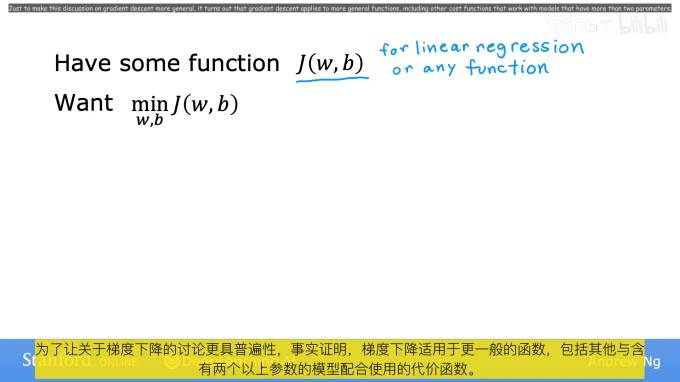 Just to make this discussion on gradient descent more general, it turns out that gradient descent applies to more general functions, including other cost functions that work with models that have more than two parameters.
bilibili
Have some function J(w, b) for linear regression
or any function
Want min J(w, b)
w,b
Stanford ONLINE Andrew Ng
为了让关于梯度下降的讨论更具普遍性，事实证明，梯度下降适用于更一般的函数，包括其他与含
有两个以上参数的模型配合使用的代价函数。